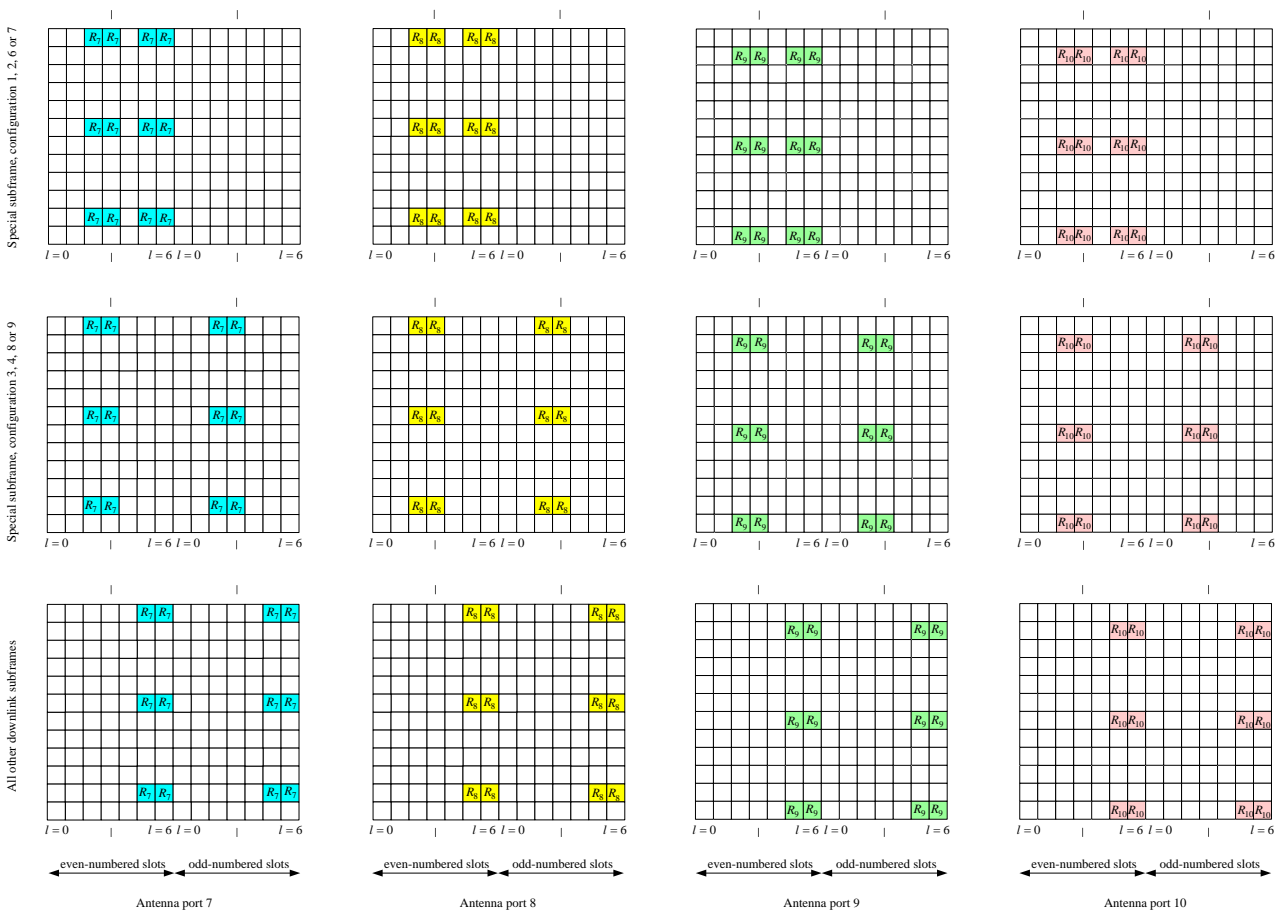 Special subframe, configuration 1, 2, 6 or 7
R7 R7 R7 R7 R8 R8 R8 R8
R9 R9 R9 R9 R10 R10 R10 R10
R7 R7 R7 R7 R8 R8 R8 R8
R9 R9 R9 R9 R10 R10 R10 R10
R7 R7 R7 R7 R8 R8 R8 R8
R9 R9 R9 R9 R10 R10 R10 R10
l = 0 l = 6 l = 0 l = 6 l = 0 l = 6 l = 0 l = 6 l = 0 l = 6 l = 0 l = 6 l = 0 l = 6 l = 0 l = 6
Special subframe, configuration 3, 4, 8 or 9
R7 R7 R7 R7 R8 R8 R8 R8
R9 R9 R9 R9 R10 R10 R10 R10
R7 R7 R7 R7 R8 R8 R8 R8
R9 R9 R9 R9 R10 R10 R10 R10
R7 R7 R7 R7 R8 R8 R8 R8
R9 R9 R9 R9 R10 R10 R10 R10
l = 0 l = 6 l = 0 l = 6 l = 0 l = 6 l = 0 l = 6 l = 0 l = 6 l = 0 l = 6 l = 0 l = 6 l = 0 l = 6
All other downlink subframes
R7 R7 R7 R7 R8 R8 R8 R8
R9 R9 R9 R9 R10 R10 R10 R10
R7 R7 R7 R7 R8 R8 R8 R8
R9 R9 R9 R9 R10 R10 R10 R10
R7 R7 R7 R7 R8 R8 R8 R8
R9 R9 R9 R9 R10 R10 R10 R10
l = 0 l = 6 l = 0 l = 6 l = 0 l = 6 l = 0 l = 6 l = 0 l = 6 l = 0 l = 6 l = 0 l = 6 l = 0 l = 6
even-numbered slots odd-numbered slots even-numbered slots odd-numbered slots even-numbered slots odd-numbered slots even-numbered slots odd-numbered slots
Antenna port 7 Antenna port 8 Antenna port 9 Antenna port 10